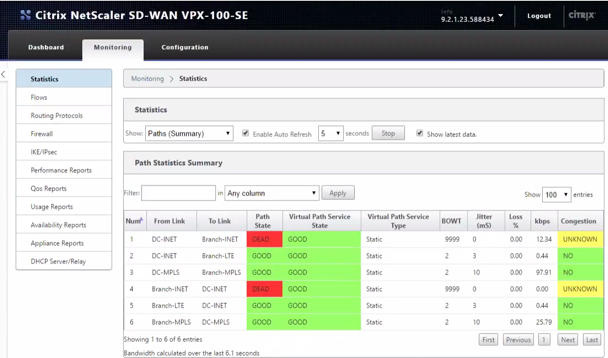 Citrix NetScaler SD-WAN VPX-100-SE
Info
9.2.1.23.588434
Logout
CITRIX
Dashboard
Monitoring
Configuration
Statistics
Flows
Routing Protocols
Firewall
IKE/IPsec
Performance Reports
Qos Reports
Usage Reports
Availability Reports
Appliance Reports
DHCP Server/Relay
Monitoring > Statistics
Statistics
Show: Paths (Summary) Enable Auto Refresh 5 seconds Stop Show latest data.
Path Statistics Summary
Filter: in Any column Apply
Show 100 entries
Num From Link To Link Path State Virtual Path Service State Virtual Path Service Type BOWT Jitter (mS) Loss % kbps Congestion
1 DC-INET Branch-INET DEAD GOOD Static 9999 0 0.00 12.34 UNKNOWN
2 DC-INET Branch-LTE GOOD GOOD Static 2 3 0.00 0.44 NO
3 DC-MPLS Branch-MPLS GOOD GOOD Static 2 10 0.00 97.91 NO
4 Branch-INET DC-INET DEAD GOOD Static 9999 0 0.00 0.00 UNKNOWN
5 Branch-LTE DC-INET GOOD GOOD Static 2 3 0.00 0.44 NO
6 Branch-MPLS DC-MPLS GOOD GOOD Static 2 10 0.00 25.79 NO
Showing 1 to 6 of 6 entries
First Previous 1 Next Last
Bandwidth calculated over the last 6.1 seconds